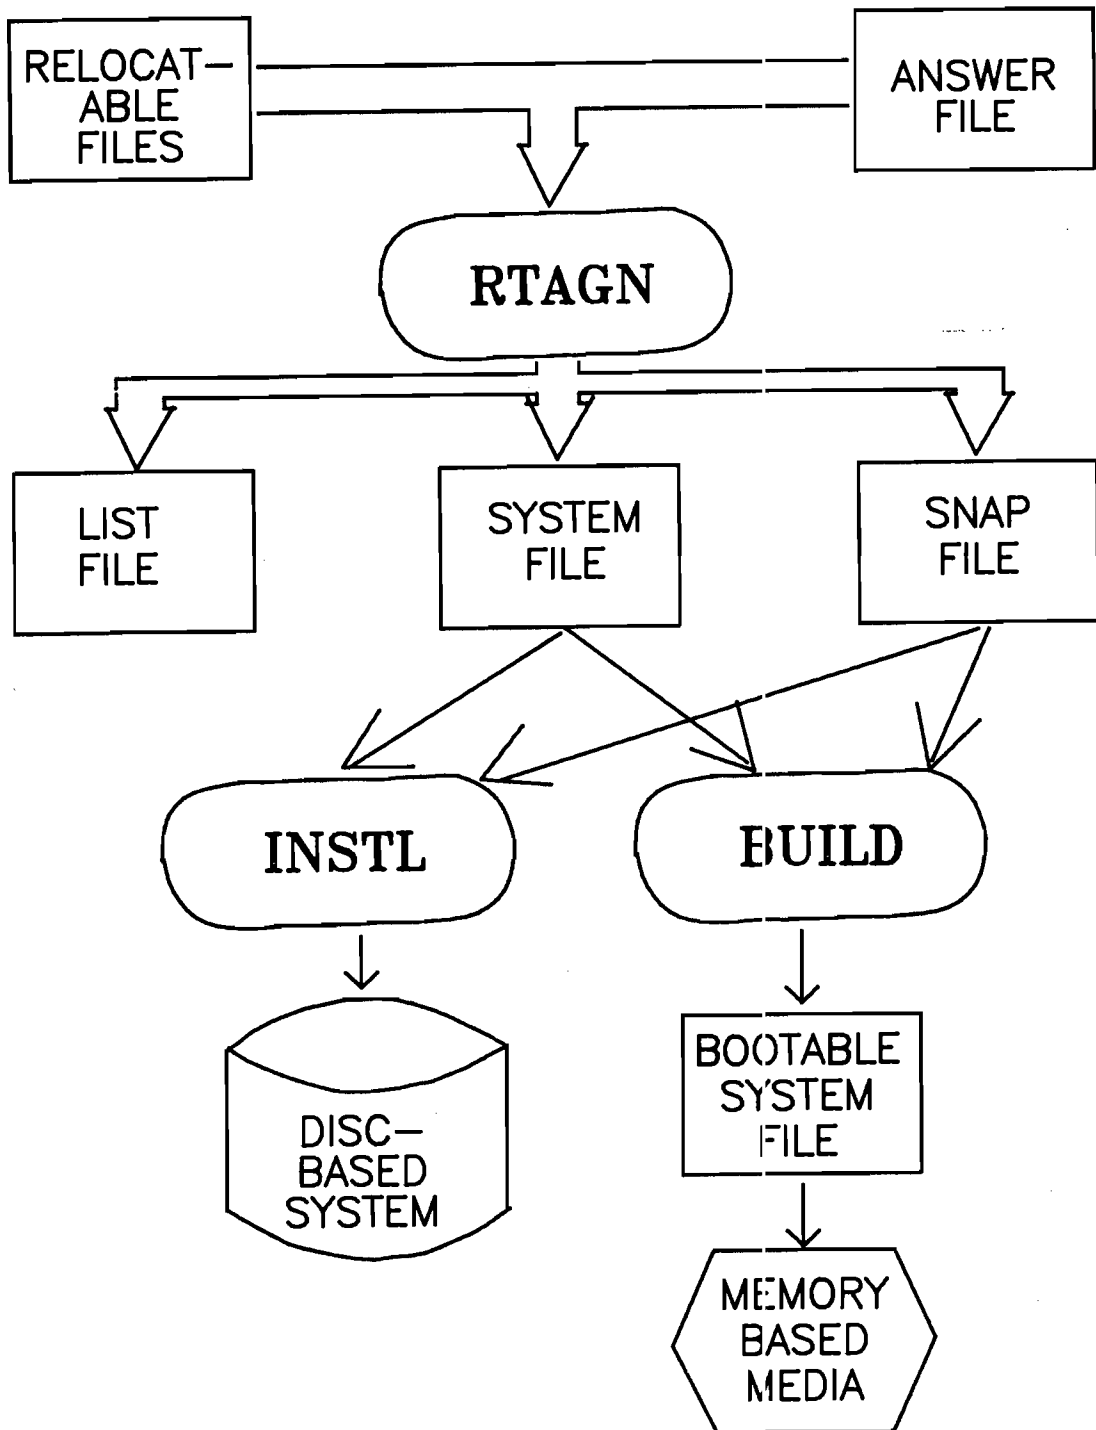 RELOCAT-
ABLE
FILES
ANSWER
FILE
RTAGN
LIST
FILE
SYSTEM
FILE
SNAP
FILE
INSTL
BUILD
DISC-
BASED
SYSTEM
BOOTABLE
SYSTEM
FILE
MEMORY
BASED
MEDIA